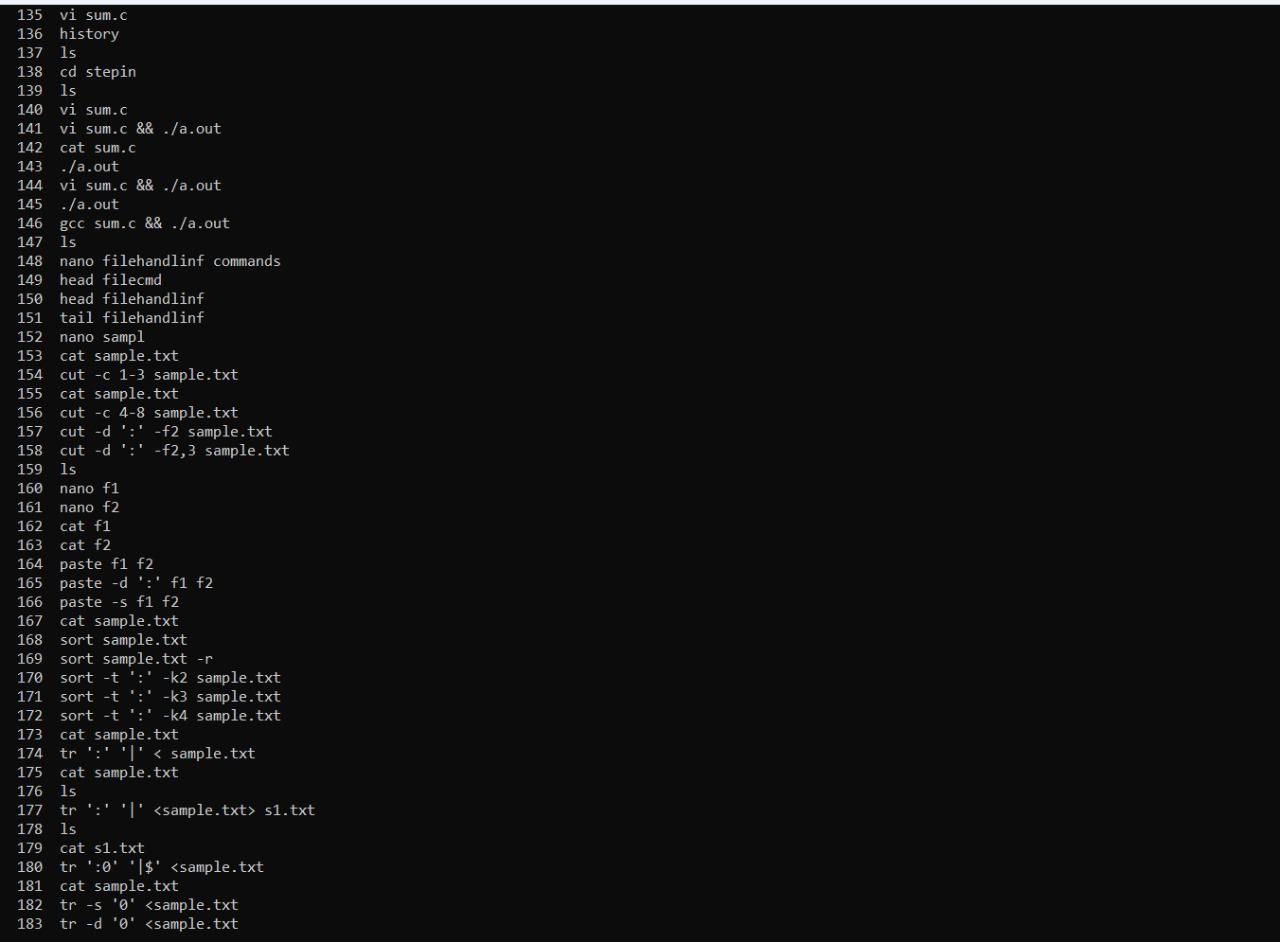 135 vi sum.c
136 history
137 ls
138 cd stepin
139 ls
140 vi sum.c
141 vi sum.c && ./a.out
142 cat sum.c
143 ./a.out
144 vi sum.c && ./a.out
145 ./a.out
146 gcc sum.c && ./a.out
147 ls
148 nano filehandlinf commands
149 head filecmd
150 head filehandlinf
151 tail filehandlinf
152 nano sampl
153 cat sample.txt
154 cut -c 1-3 sample.txt
155 cat sample.txt
156 cut -c 4-8 sample.txt
157 cut -d ':' -f2 sample.txt
158 cut -d ':' -f2,3 sample.txt
159 ls
160 nano f1
161 nano f2
162 cat f1
163 cat f2
164 paste f1 f2
165 paste -d ':' f1 f2
166 paste -s f1 f2
167 cat sample.txt
168 sort sample.txt
169 sort sample.txt -r
170 sort -t ':' -k2 sample.txt
171 sort -t ':' -k3 sample.txt
172 sort -t ':' -k4 sample.txt
173 cat sample.txt
174 tr ':' '|' < sample.txt
175 cat sample.txt
176 ls
177 tr ':' '|' <sample.txt> s1.txt
178 ls
179 cat s1.txt
180 tr ':0' '|$' <sample.txt
181 cat sample.txt
182 tr -s '0' <sample.txt
183 tr -d '0' <sample.txt